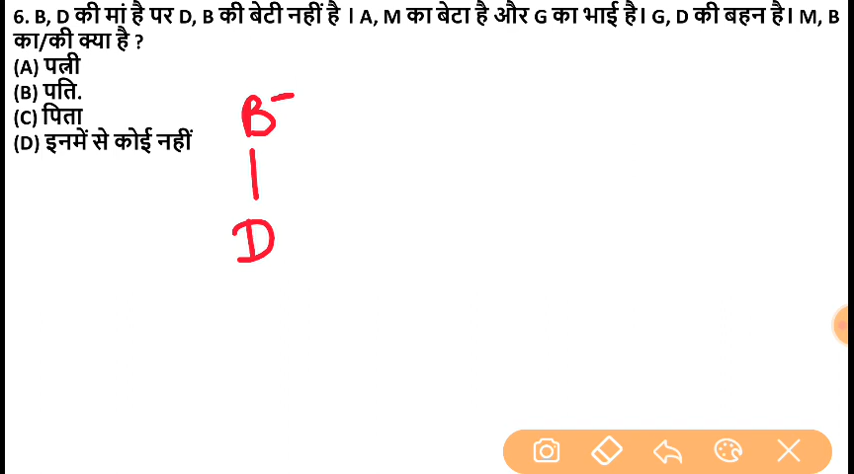 6. B, D की मां है पर D, B की बेटी नहीं है । A, M का बेटा है और G का भाई है। G, D की बहन है। M, B
का/की क्या है ?
(A) पत्नी
(B) पति.
(C) पिता
(D) इनमें से कोई नहीं
B-
|
D